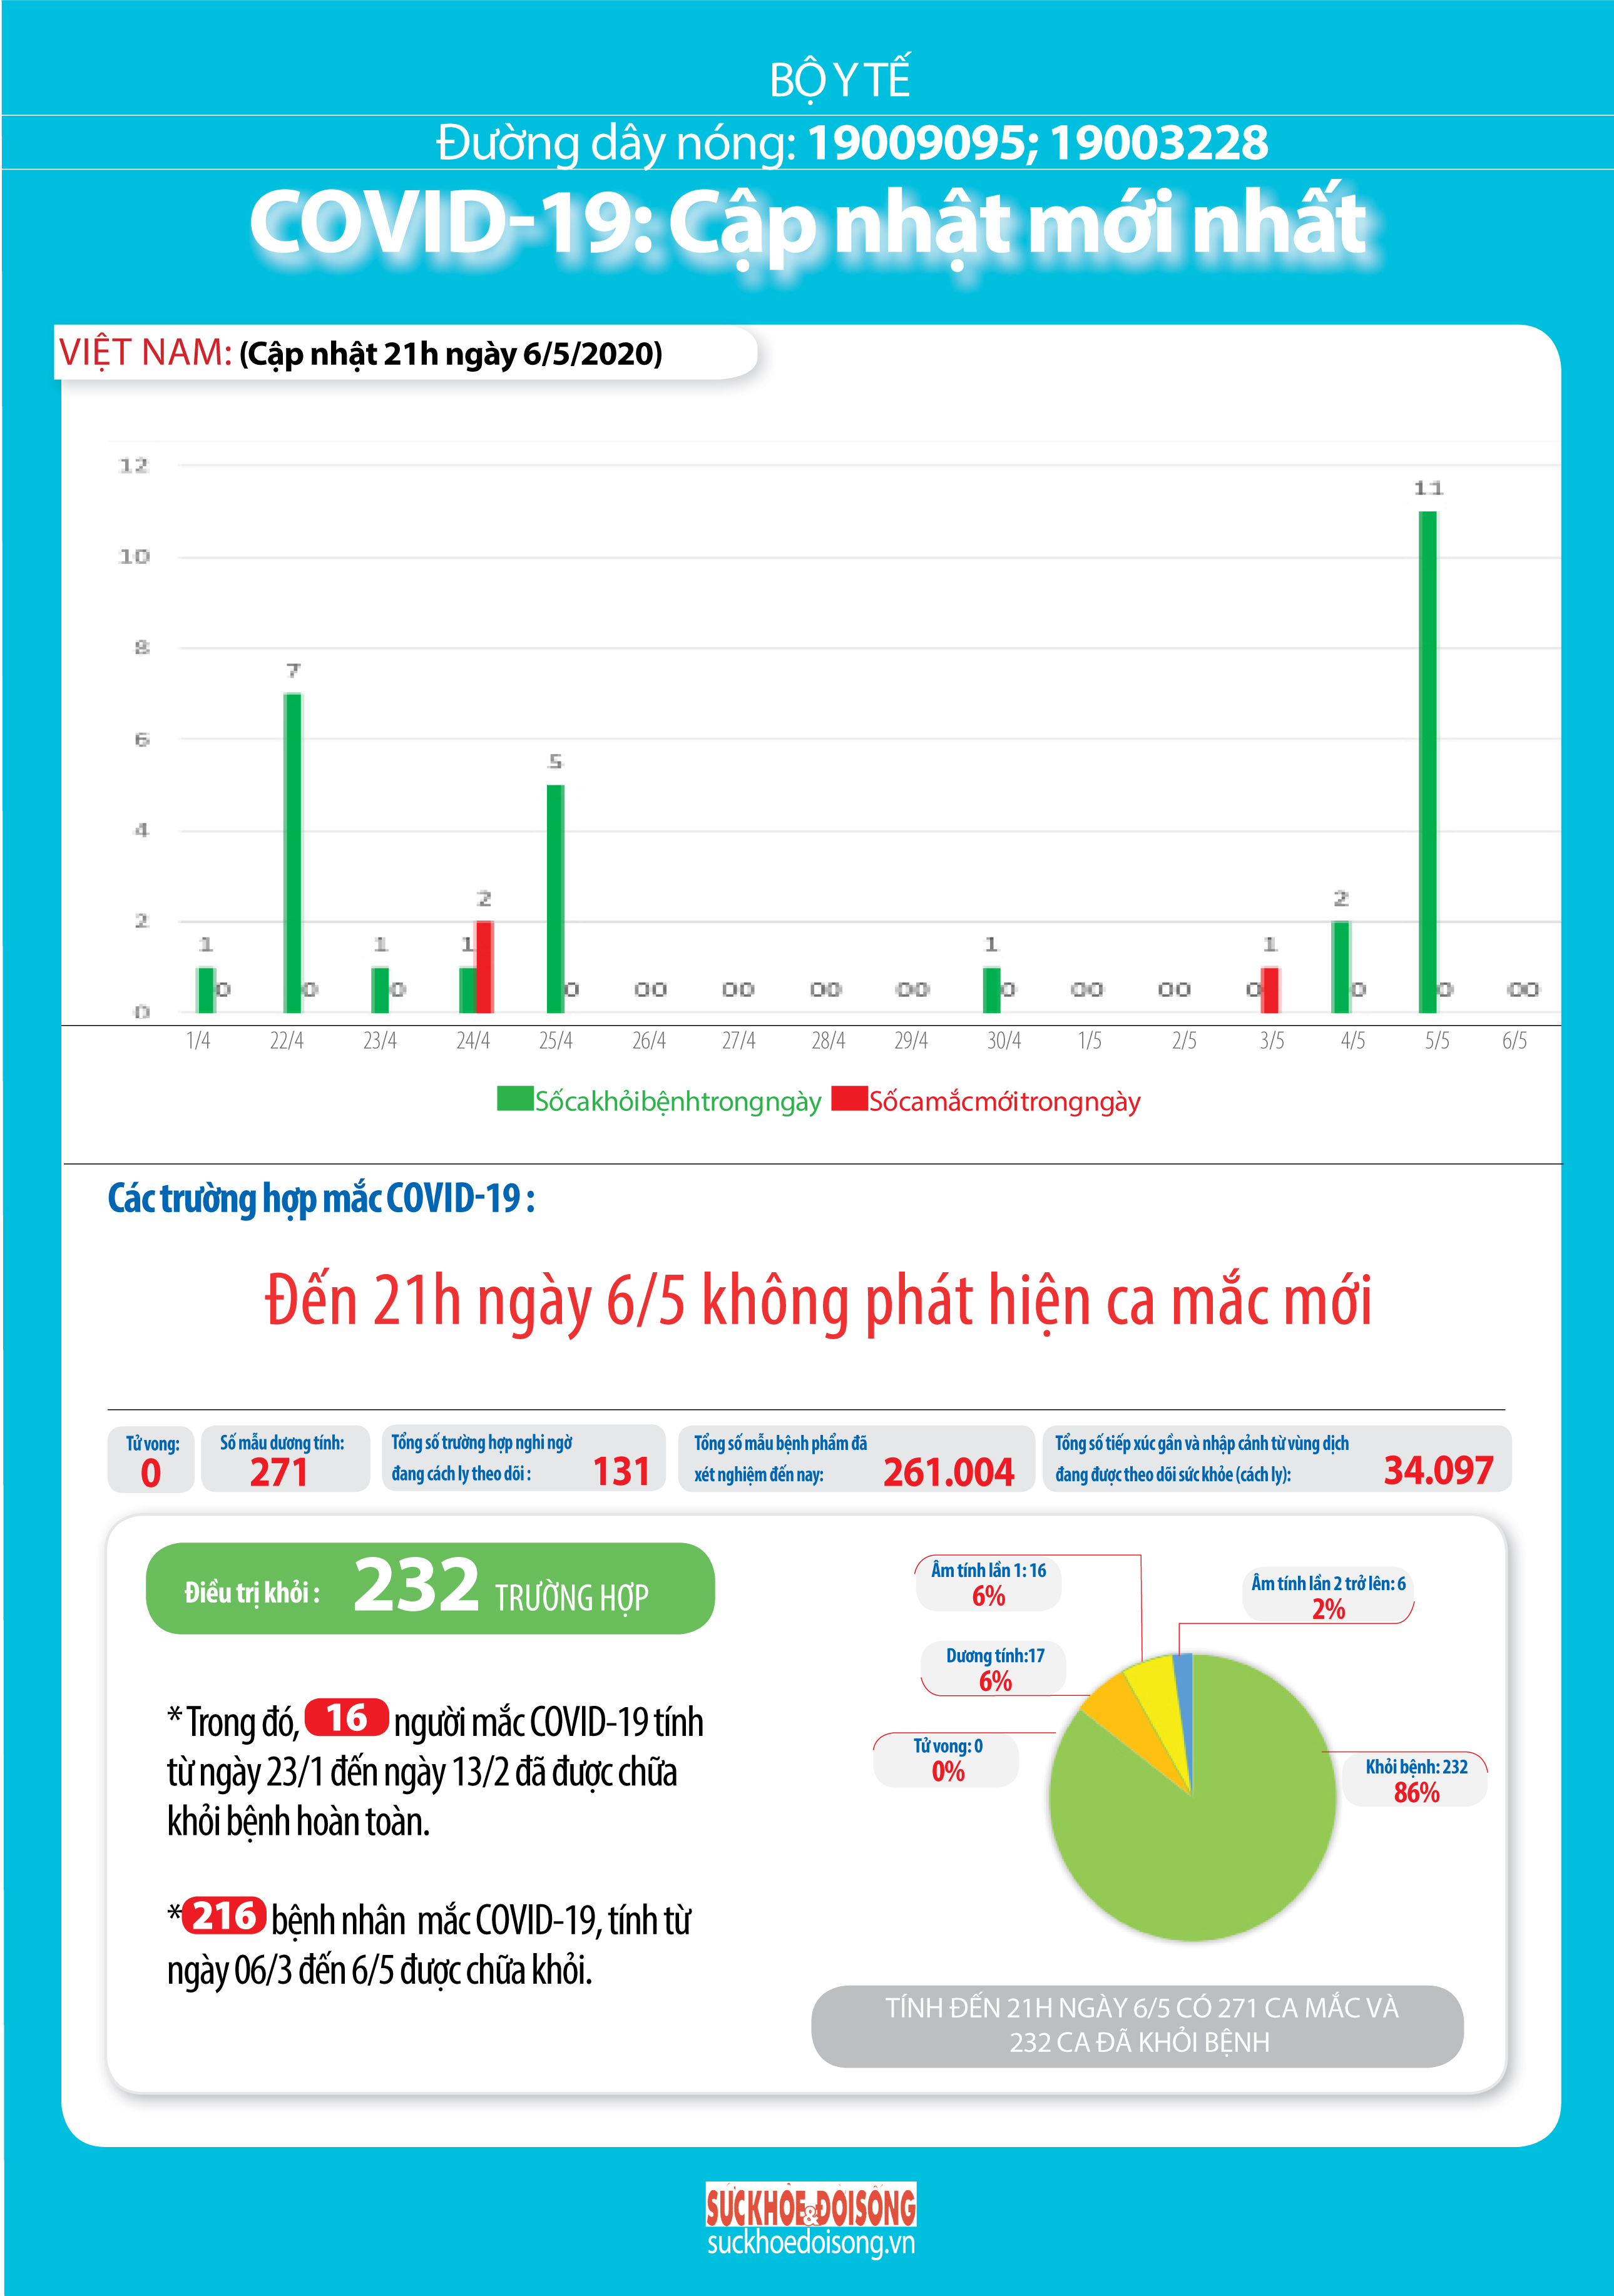 BỘ Y TẾ
Đường dây nóng: 19009095; 19003228
COVID-19: Cập nhật mới nhất
VIỆT NAM: (Cập nhật 21h ngày 6/5/2020)
12
10
8
6
4
2
0
1 0 7 0 1 0 1 2 5 0 0 0 0 0 0 0 0 0 1 0 0 0 0 0 0 1 2 0 11 0 0 0
1/4 22/4 23/4 24/4 25/4 26/4 27/4 28/4 29/4 30/4 1/5 2/5 3/5 4/5 5/5 6/5
Số ca khỏi bệnh trong ngày Số ca mắc mới trong ngày
Các trường hợp mắc COVID-19 :
Đến 21h ngày 6/5 không phát hiện ca mắc mới
Tử vong:
0
Số mẫu dương tính:
271
Tổng số trường hợp nghi ngờ
đang cách ly theo dõi : 131
Tổng số mẫu bệnh phẩm đã
xét nghiệm đến nay: 261.004
Tổng số tiếp xúc gần và nhập cảnh từ vùng dịch
đang được theo dõi sức khỏe (cách ly): 34.097
Điều trị khỏi : 232 TRƯỜNG HỢP
* Trong đó, 16 người mắc COVID-19 tính
từ ngày 23/1 đến ngày 13/2 đã được chữa
khỏi bệnh hoàn toàn.
* 216 bệnh nhân mắc COVID-19, tính từ
ngày 06/3 đến 6/5 được chữa khỏi.
Âm tính lần 1: 16
6%
Âm tính lần 2 trở lên: 6
2%
Dương tính:17
6%
Tử vong: 0
0%
Khỏi bệnh: 232
86%
TÍNH ĐẾN 21H NGÀY 6/5 CÓ 271 CA MẮC VÀ
232 CA ĐÃ KHỎI BỆNH
SỨC KHỎE & ĐỜI SỐNG
suckhoedoisong.vn